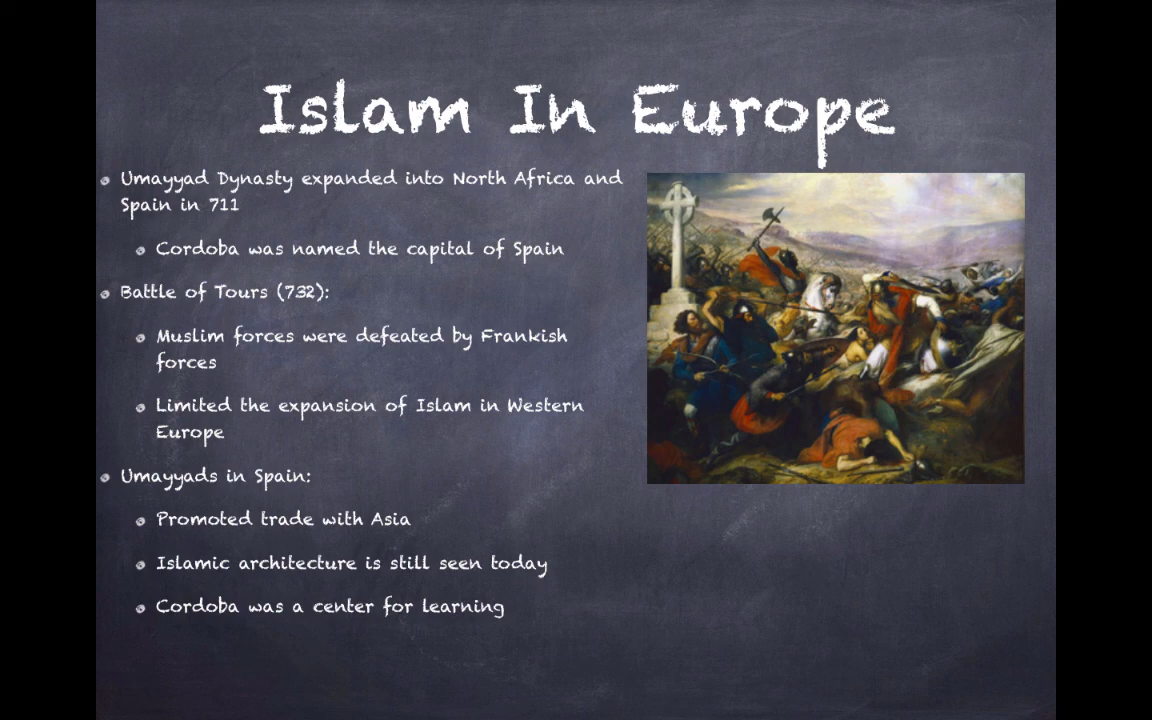 Islam In Europe
Umayyad Dynasty expanded into North Africa and
Spain in 711
Cordoba was named the capital of Spain
Battle of Tours (732):
Muslim forces were defeated by Frankish
forces
Limited the expansion of Islam in Western
Europe
Umayyads in Spain:
Promoted trade with Asia
Islamic architecture is still seen today
Cordoba was a center for learning